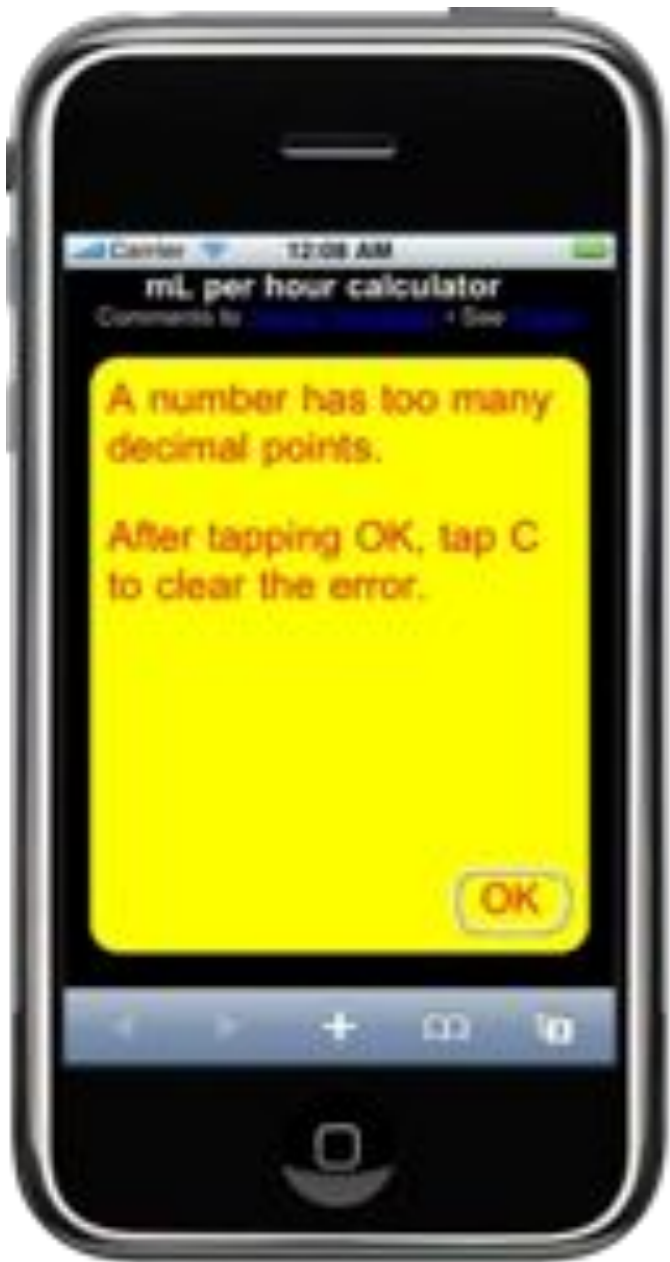 Carrier 12:08 AM
mL per hour calculator
Comments to • See
A number has too many
decimal points.
After tapping OK, tap C
to clear the error.
OK